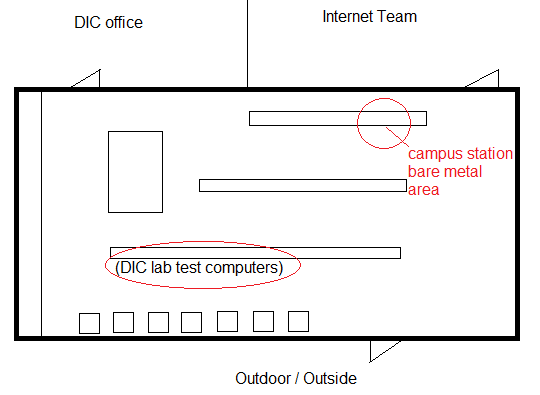 DIC office
Internet Team
campus station
bare metal
area
(DIC lab test computers)
Outdoor / Outside